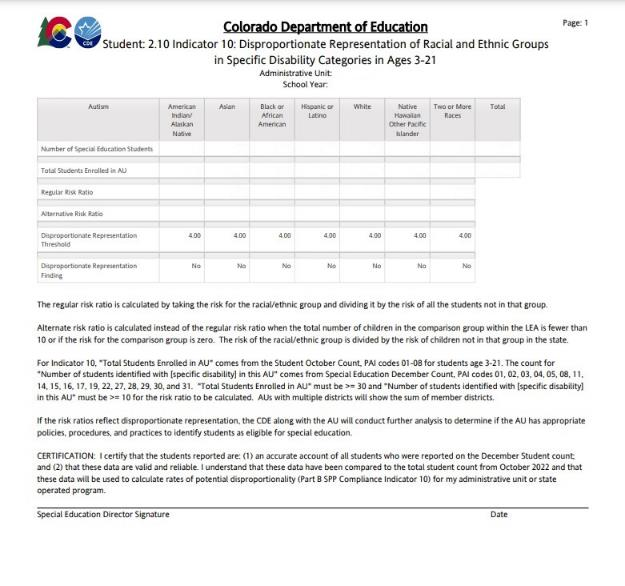 Colorado Department of Education
Page: 1
CDE
Student: 2.10 Indicator 10: Disproportionate Representation of Racial and Ethnic Groups
in Specific Disability Categories in Ages 3-21
Administrative Unit:
School Year:
Autism American Indian/ Alaskan Native Asian Black or African American Hispanic or Latino White Native Hawaiian Other Pacific Islander Two or More Races Total
Number of Special Education Students
Total Students Enrolled in AU
Regular Risk Ratio
Alternative Risk Ratio
Disproportionate Representation Threshold 4.00 4.00 4.00 4.00 4.00 4.00 4.00
Disproportionate Representation Finding No No No No No No No
The regular risk ratio is calculated by taking the risk for the racial/ethnic group and dividing it by the risk of all the students not in that group.
Alternate risk ratio is calculated instead of the regular risk ratio when the total number of children in the comparison group within the LEA is fewer than
10 or if the risk for the comparison group is zero. The risk of the racial/ethnic group is divided by the risk of children not in that group in the state.
For Indicator 10, "Total Students Enrolled in AU" comes from the Student October Count, PAI codes 01-08 for students age 3-21. The count for
"Number of students identified with [specific disability] in this AU" comes from Special Education December Count, PAI codes 01, 02, 03, 04, 05, 08, 11,
14, 15, 16, 17, 19, 22, 27, 28, 29, 30, and 31. "Total Students Enrolled in AU" must be >= 30 and "Number of students identified with [specific disability]
in this AU" must be >= 10 for the risk ratio to be calculated. AUs with multiple districts will show the sum of member districts.
If the risk ratios reflect disproportionate representation, the CDE along with the AU will conduct further analysis to determine if the AU has appropriate
policies, procedures, and practices to identify students as eligible for special education.
CERTIFICATION: I certify that the students reported are: (1) an accurate account of all students who were reported on the December Student count;
and (2) that these data are valid and reliable. I understand that these data have been compared to the total student count from October 2022 and that
these data will be used to calculate rates of potential disproportionality (Part B SPP Compliance Indicator 10) for my administrative unit or state
operated program.
Special Education Director Signature
Date